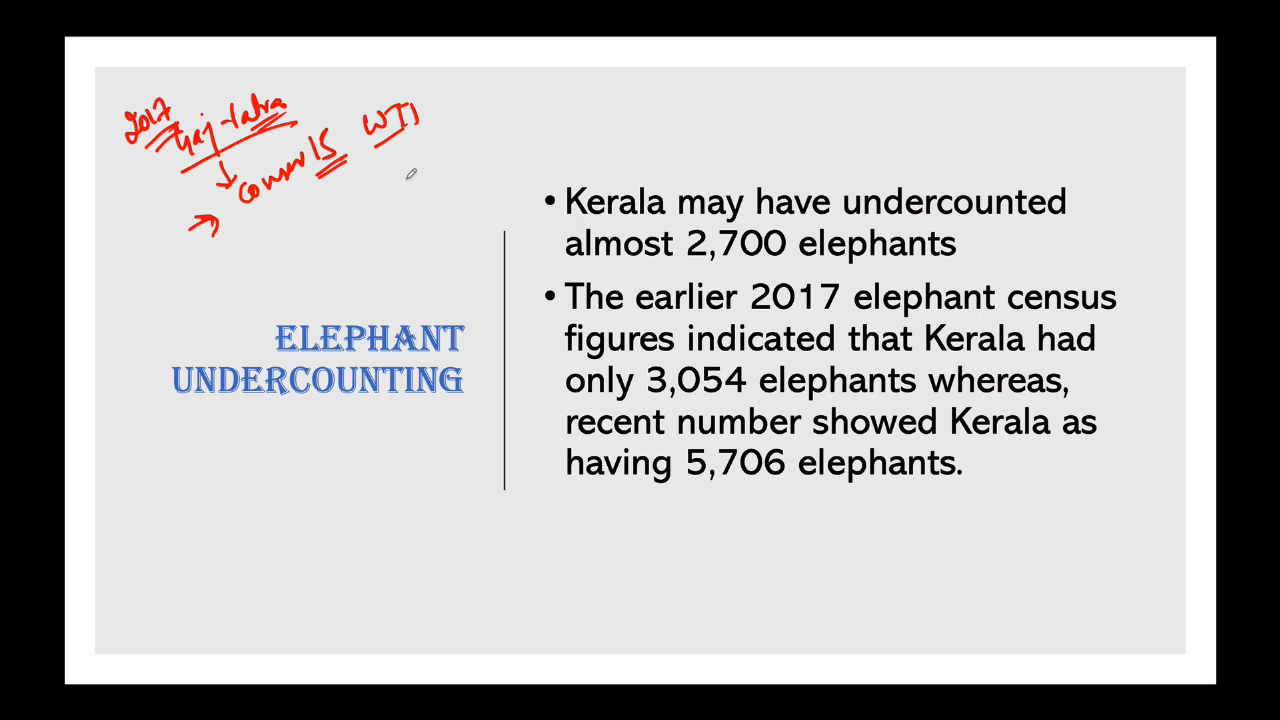 2017
Gaj-Yatra
WTI
15
ELEPHANT
UNDERCOUNTING
• Kerala may have undercounted
almost 2,700 elephants
• The earlier 2017 elephant census
figures indicated that Kerala had
only 3,054 elephants whereas,
recent number showed Kerala as
having 5,706 elephants.